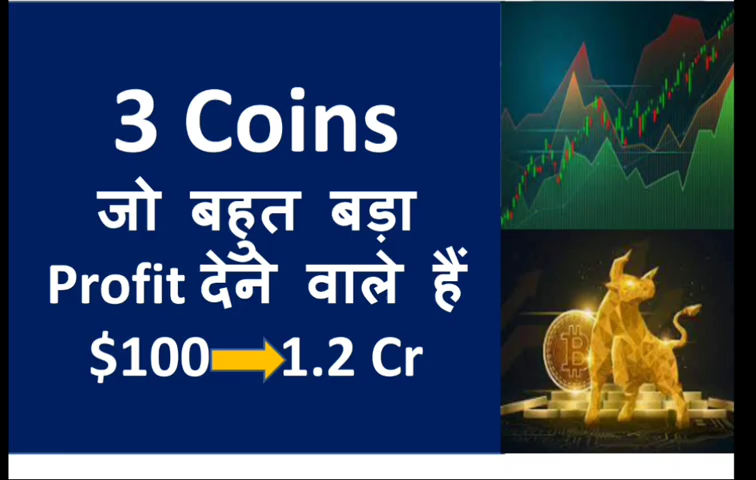 3 Coins
जो बहुत बड़ा
Profit देने वाले हैं
$100 1.2 Cr